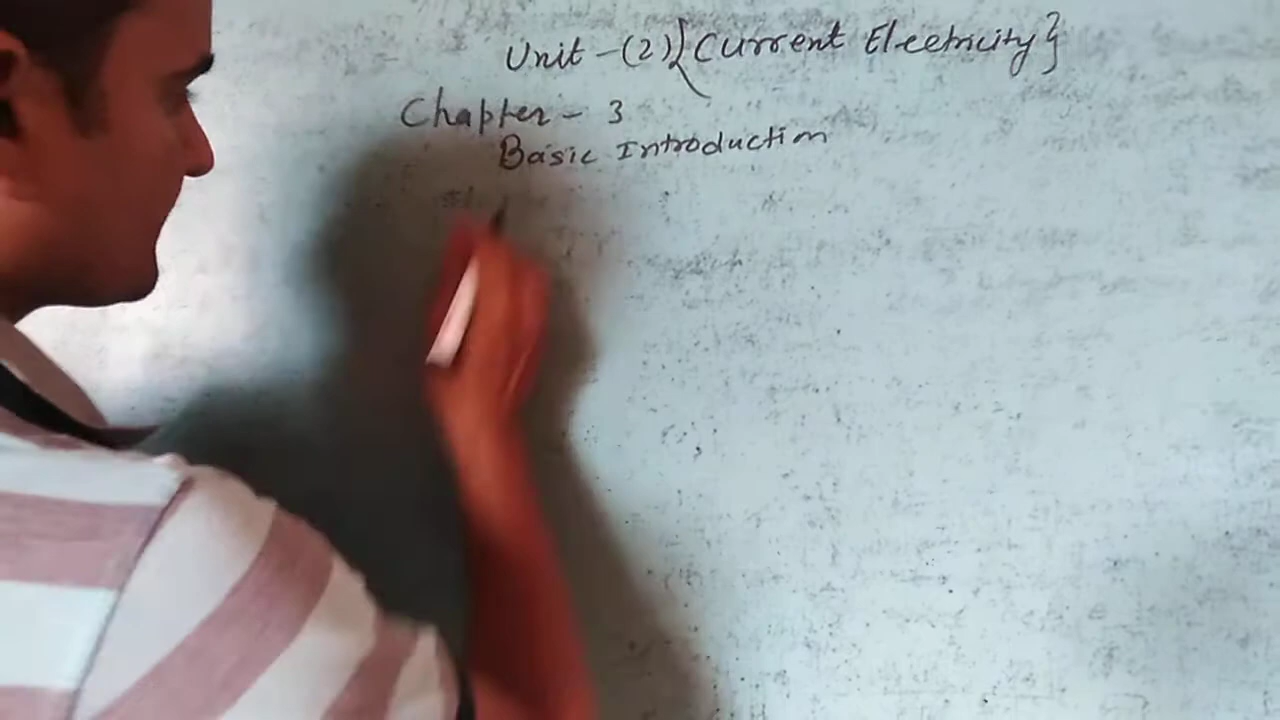 Unit - (2) { Current Electricity }
Chapter - 3
Basic Introduction